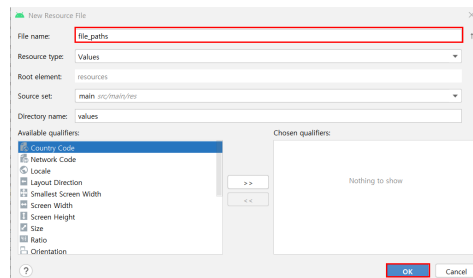 New Resource File
File name: file_paths
Resource type: Values
Root element: resources
Source set: main src/main/res
Directory name: values
Available qualifiers: Chosen qualifiers:
Country Code
Network Code
Locale
Layout Direction
Smallest Screen Width
Screen Width
Screen Height
Size
Ratio
Orientation
>>
<<
Nothing to show
? OK Cancel